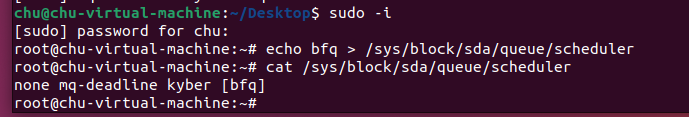 chu@chu-virtual-machine:~/Desktop$ sudo -i
[sudo] password for chu:
root@chu-virtual-machine:~# echo bfq > /sys/block/sda/queue/scheduler
root@chu-virtual-machine:~# cat /sys/block/sda/queue/scheduler
none mq-deadline kyber [bfq]
root@chu-virtual-machine:~#